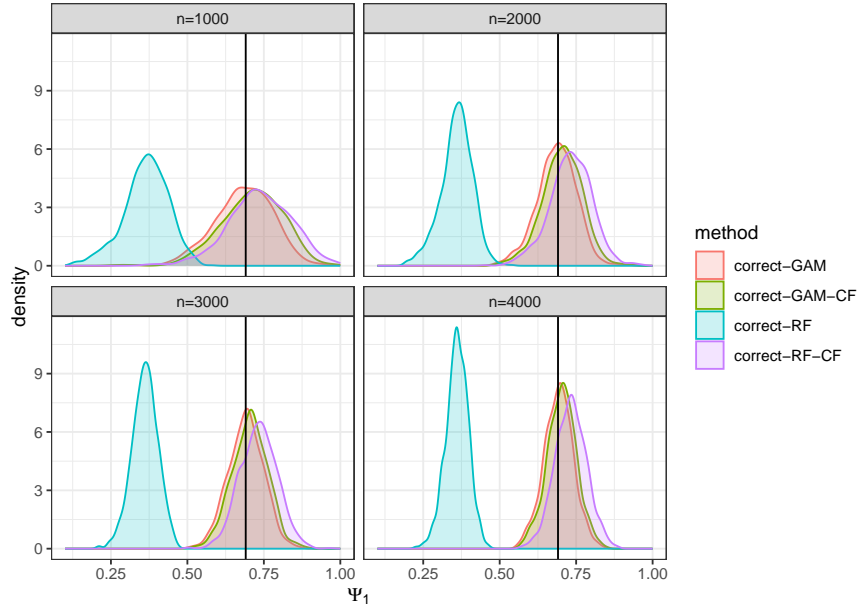 n=1000
n=2000
9
6
3
0
n=3000
n=4000
9
6
3
0
0.25
0.50
0.75
1.00
0.25
0.50
0.75
1.00
Ψ1
density
method
correct-GAM
correct-GAM-CF
correct-RF
correct-RF-CF